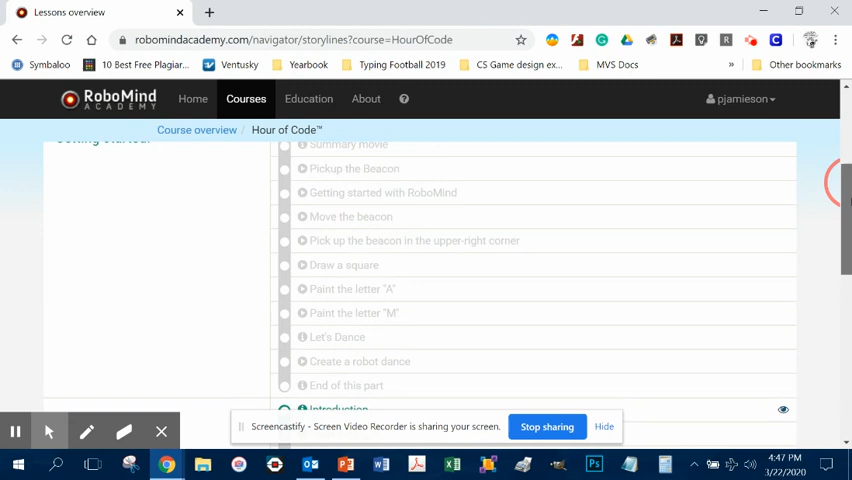 Lessons overview
robomindacademy.com/navigator/storylines?course=HourOfCode
Symbaloo 10 Best Free Plagiar... Ventusky Yearbook Typing Football 2019 CS Game design ex... MVS Docs » Other bookmarks
ROBOMIND ACADEMY Home Courses Education About pjamieson
Course overview / Hour of Code™
Summary movie
Pickup the Beacon
Getting started with RoboMind
Move the beacon
Pick up the beacon in the upper-right corner
Draw a square
Paint the letter "A"
Paint the letter "M"
Let's Dance
Create a robot dance
End of this part
Introduction
Screencastify - Screen Video Recorder is sharing your screen. Stop sharing Hide
4:47 PM
3/22/2020